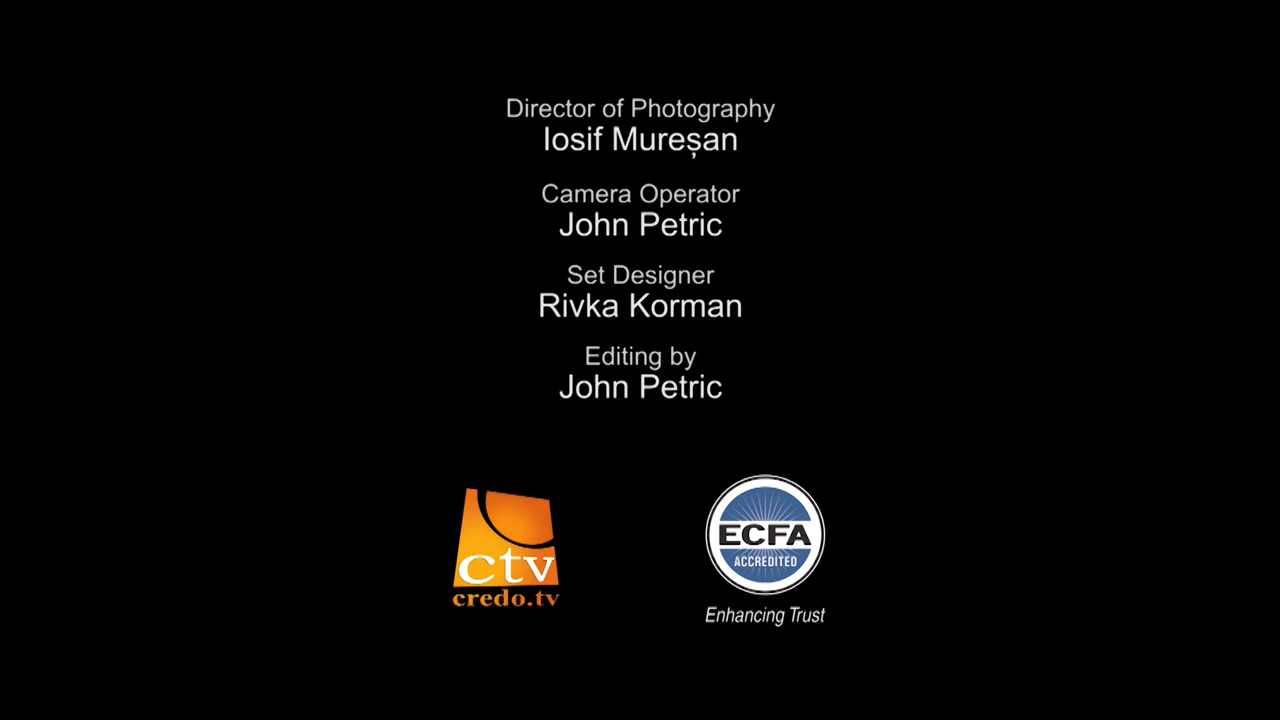 Director of Photography
Iosif Mureșan
Camera Operator
John Petric
Set Designer
Rivka Korman
Editing by
John Petric
ctv
credo.tv
ECFA
ACCREDITED
Enhancing Trust